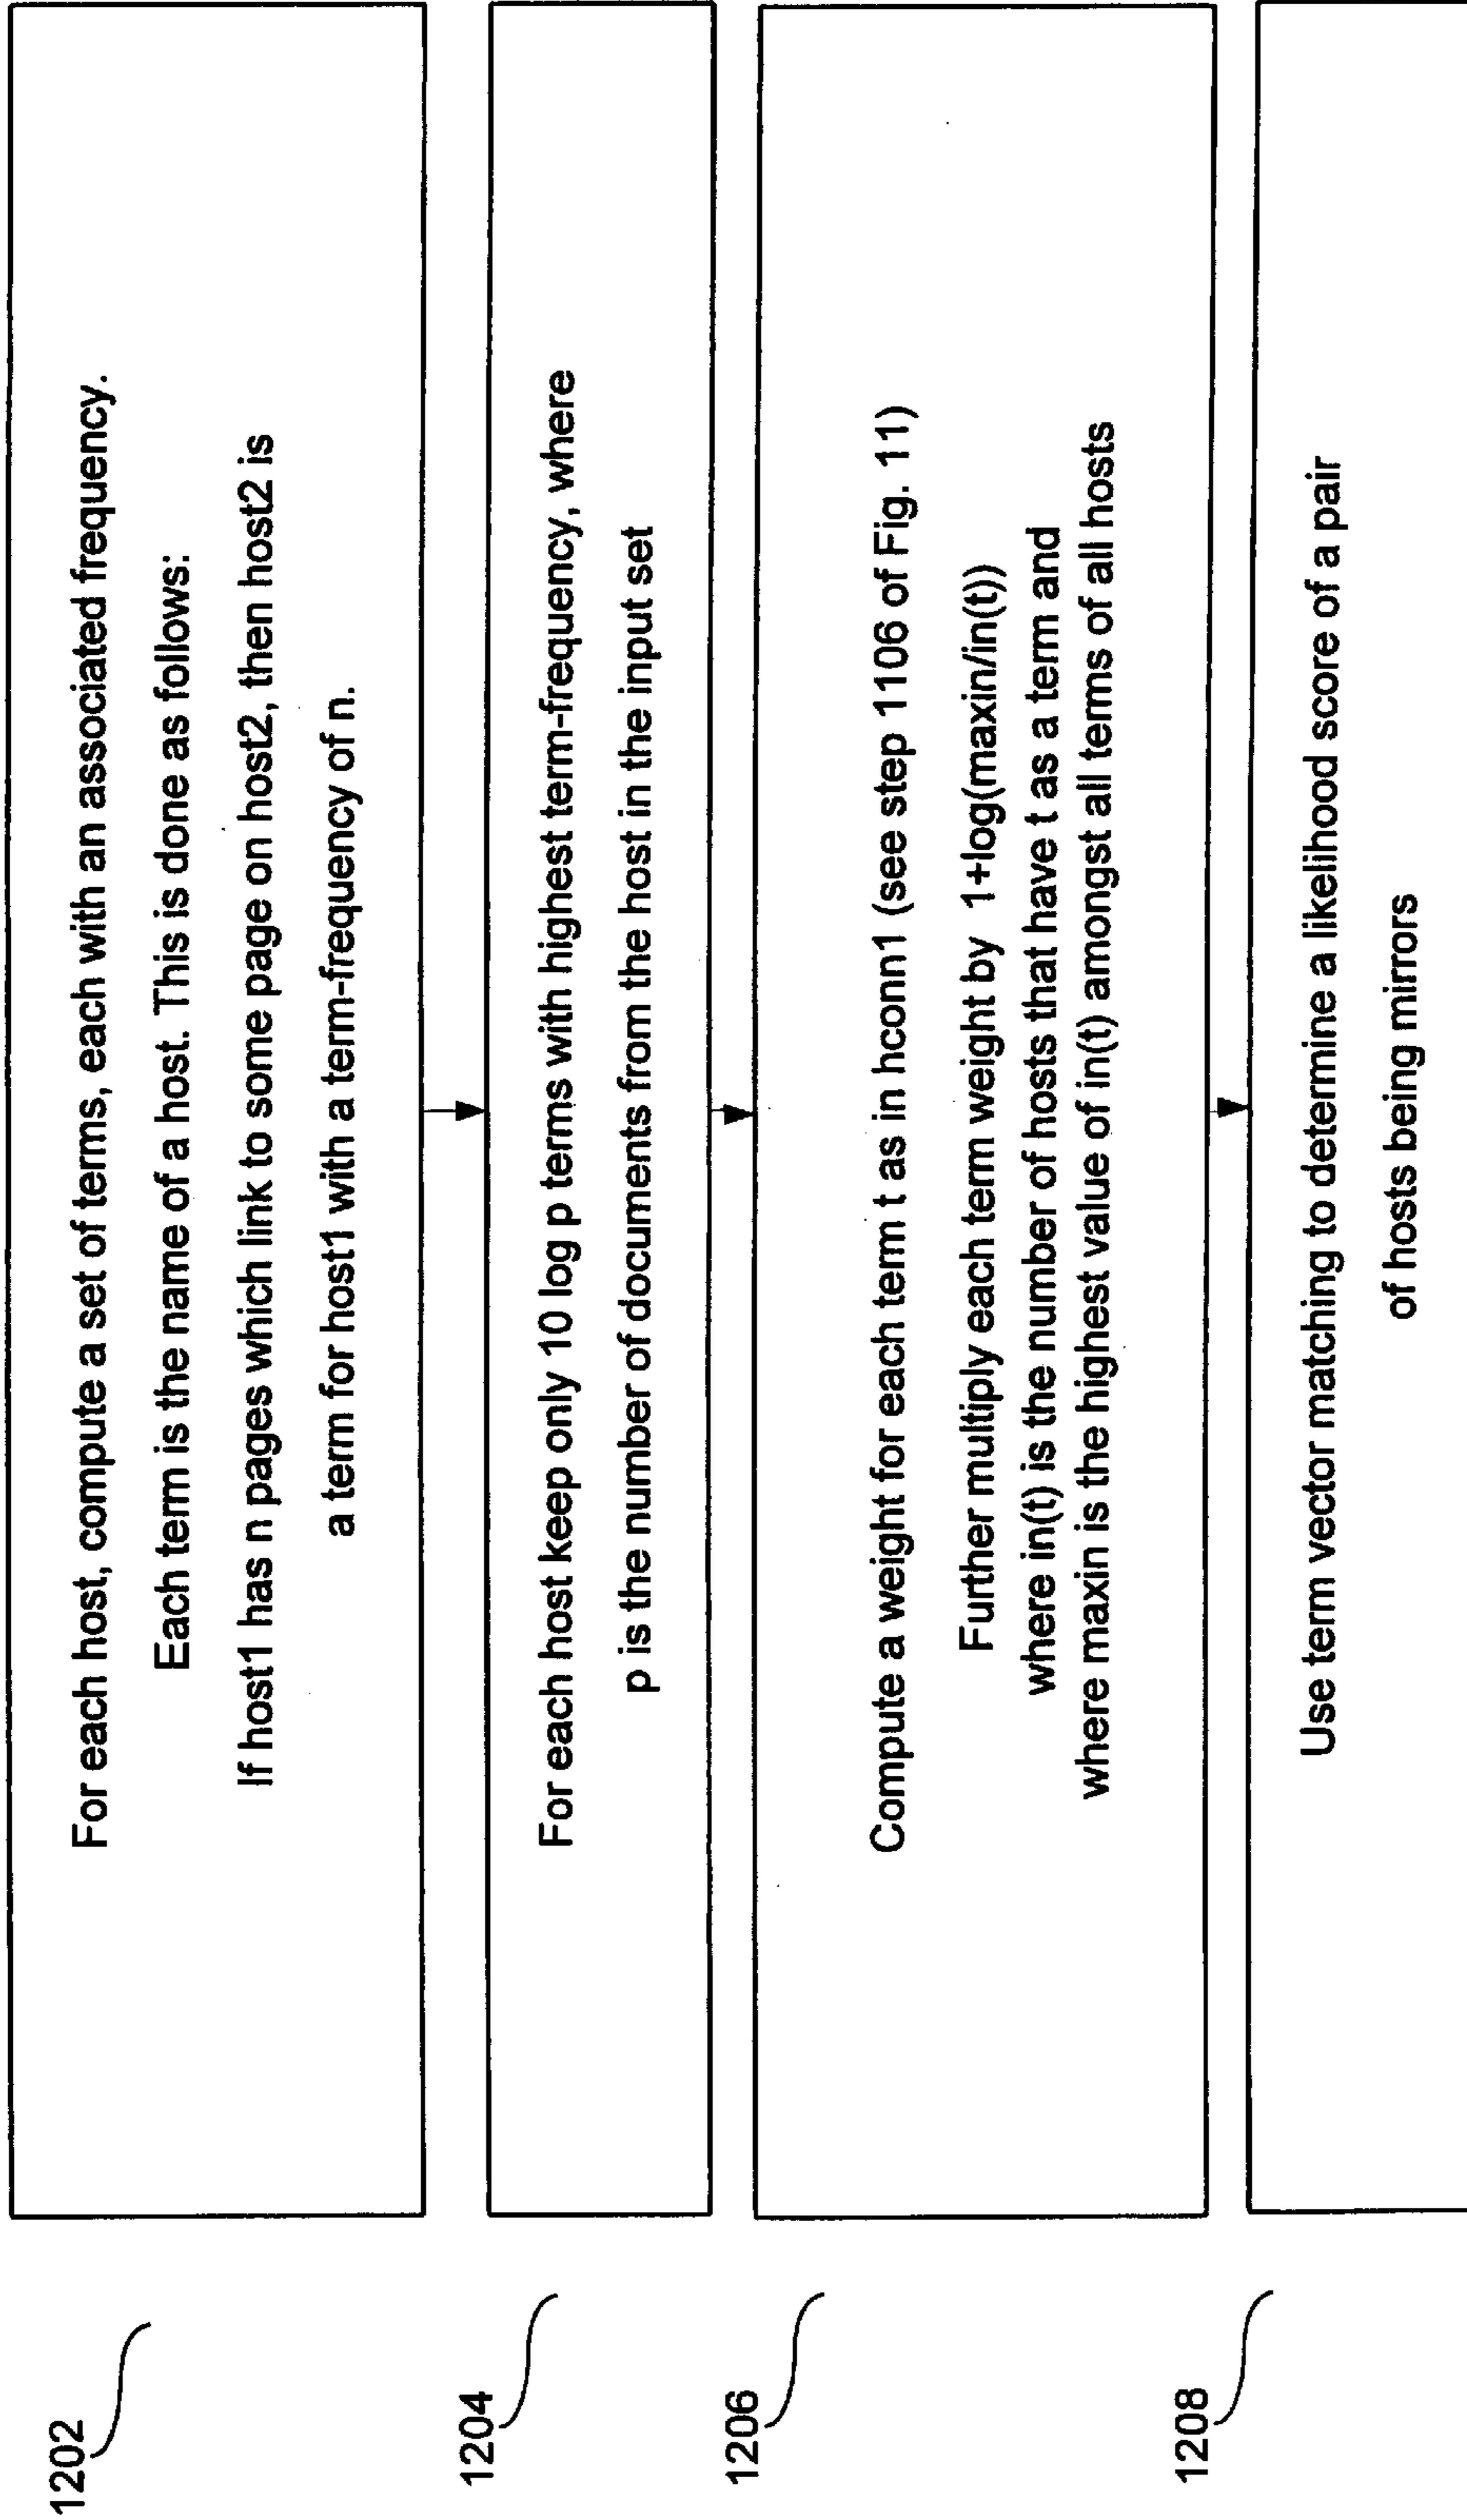 1202
For each host, compute a set of terms, each with an associated frequency.
Each term is the name of a host. This is done as follows:
If host1 has n pages which link to some page on host2, then host2 is
a term for host1 with a term-frequency of n.
1204
For each host keep only 10 log p terms with highest term-frequency, where
p is the number of documents from the host in the input set
1206
Compute a weight for each term t as in hconn1 (see step 1106 of Fig. 11)
Further multiply each term weight by 1+log(maxin/in(t))
where in(t) is the number of hosts that have t as a term and
where maxin is the highest value of in(t) amongst all terms of all hosts
1208
Use term vector matching to determine a likelihood score of a pair
of hosts being mirrors